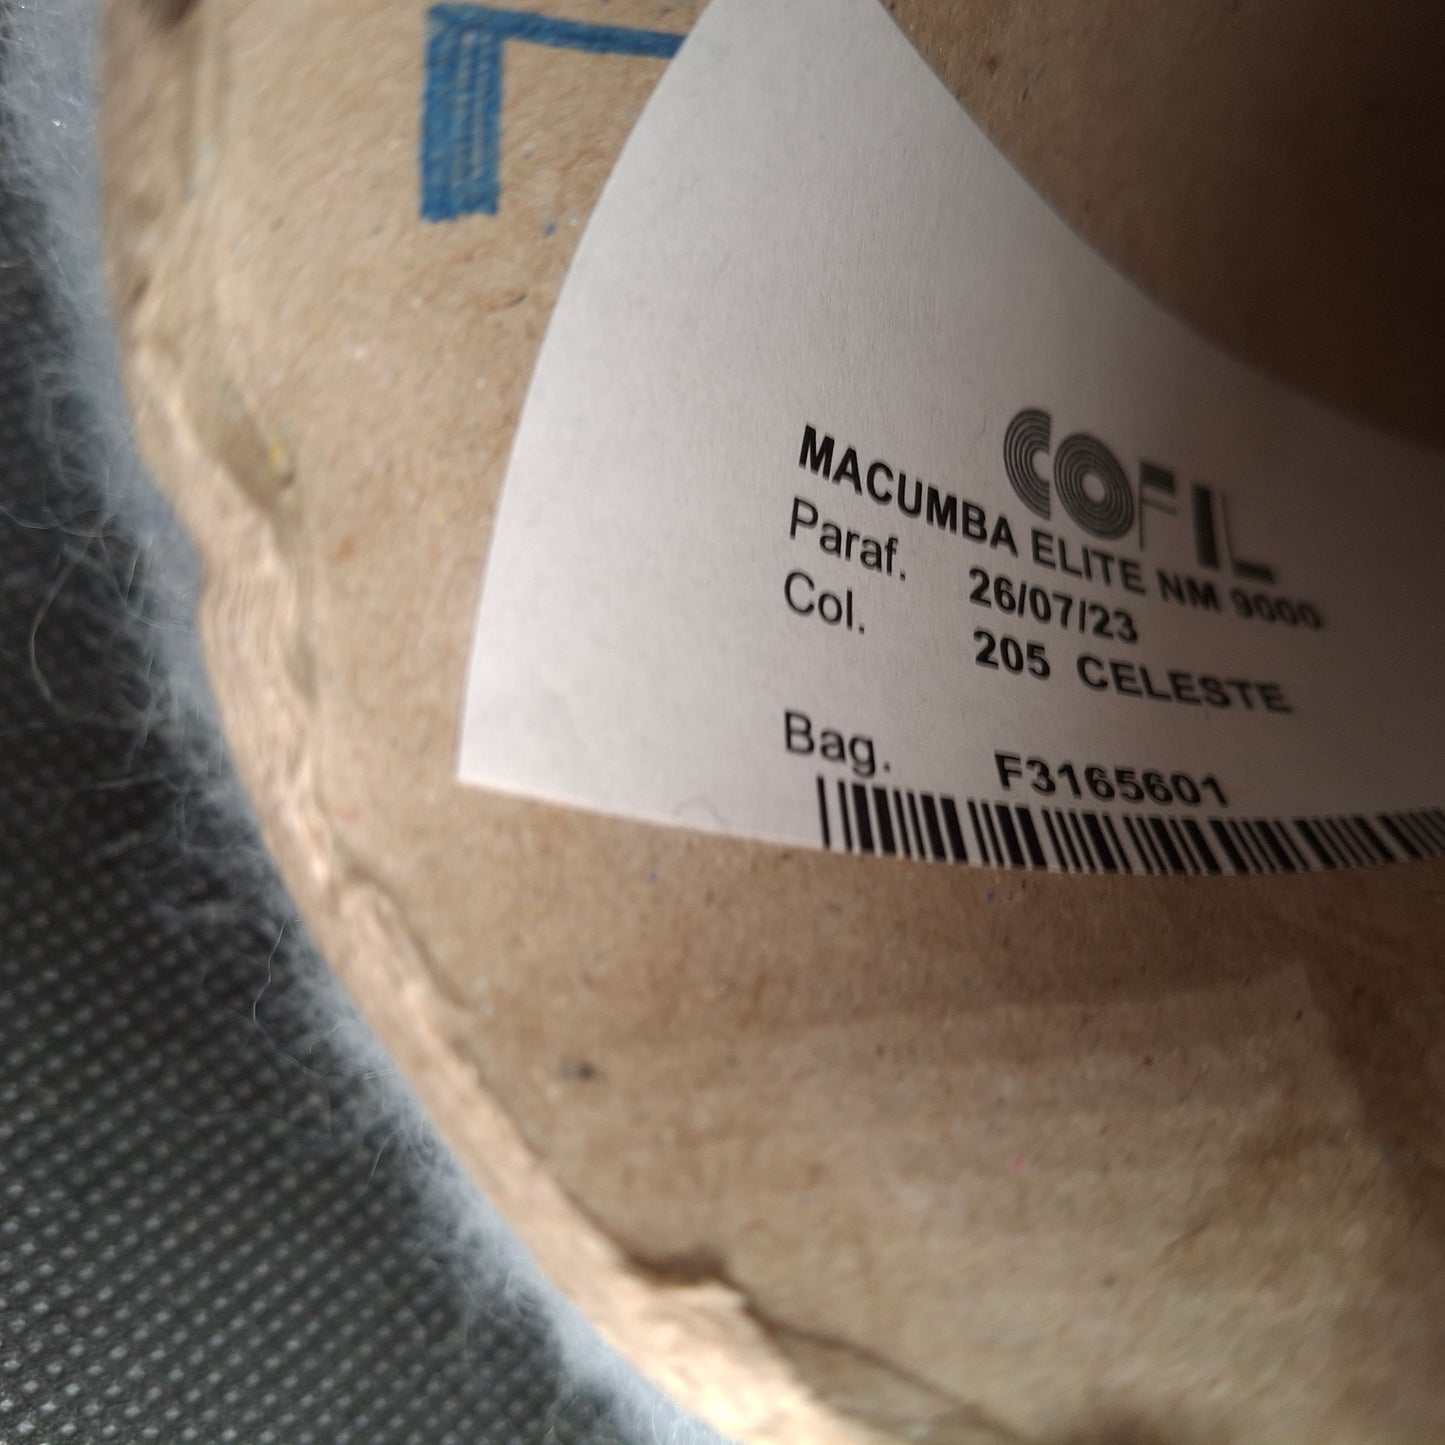 COFIL
MACUMBA ELITE NM 9000
Paraf. 26/07/23
Col. 205 CELESTE
Bag. F3165601